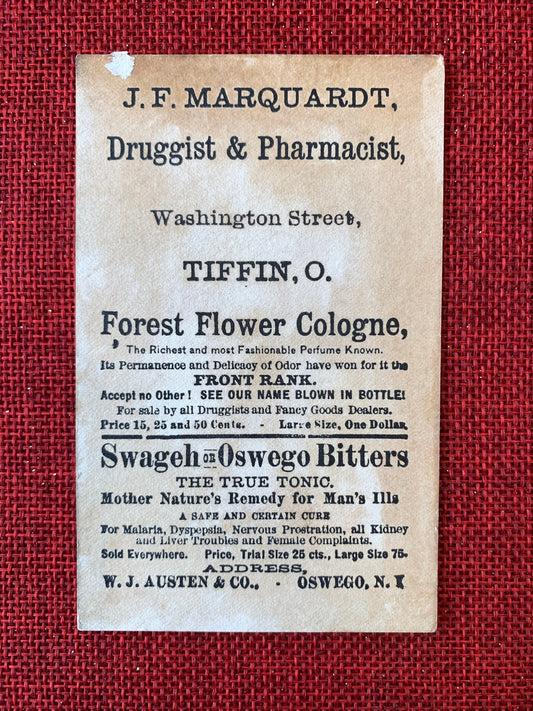 J. F. MARQUARDT,
Druggist & Pharmacist,
Washington Street,
TIFFIN, O.
Forest Flower Cologne,
The Richest and most Fashionable Perfume Known.
Its Permanence and Delicacy of Odor have won for it the
FRONT RANK.
Accept no Other! SEE OUR NAME BLOWN IN BOTTLE!
For sale by all Druggists and Fancy Goods Dealers.
Price 15, 25 and 50 Cents. - Large Size, One Dollar.
Swageh OR Oswego Bitters
THE TRUE TONIC.
Mother Nature's Remedy for Man's Ills
A SAFE AND CERTAIN CURE
For Malaria, Dyspepsia, Nervous Prostration, all Kidney
and Liver Troubles and Female Complaints.
Sold Everywhere. Price, Trial Size 25 cts., Large Size 75.
ADDRESS,
W. J. AUSTEN & CO., - OSWEGO, N. Y